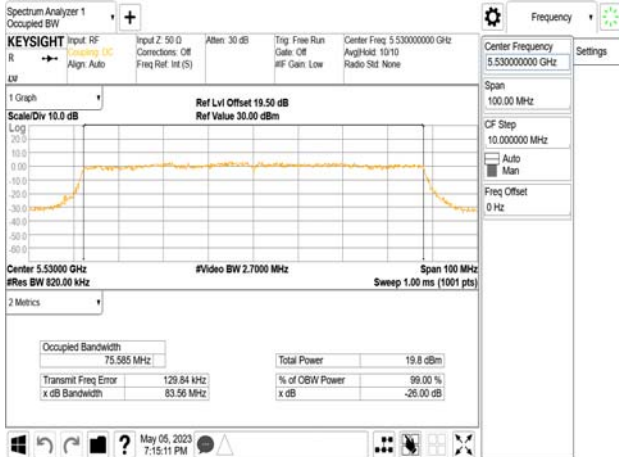 Spectrum Analyzer 1
Occupied BW
Frequency
KEYSIGHT
R
Input: RF
Coupling: DC
Align: Auto
Input Z: 50 Ω
Corrections: Off
Freq Ref: Int (S)
Atten: 30 dB
Trig: Free Run
Gate: Off
#IF Gain: Low
Center Freq: 5.530000000 GHz
Avg|Hold: 10/10
Radio Std: None
Center Frequency
5.530000000 GHz
Settings
Span
100.00 MHz
CF Step
10.000000 MHz
Auto
Man
Freq Offset
0 Hz
1 Graph
Scale/Div 10.0 dB
Ref Lvl Offset 19.50 dB
Ref Value 30.00 dBm
Log
20.0
10.0
0.00
-10.0
-20.0
-30.0
-40.0
-50.0
-60.0
Center 5.53000 GHz
#Video BW 2.7000 MHz
Span 100 MHz
#Res BW 820.00 kHz
Sweep 1.00 ms (1001 pts)
2 Metrics
Occupied Bandwidth
75.585 MHz
Total Power 19.8 dBm
Transmit Freq Error 129.84 kHz
% of OBW Power 99.00 %
x dB Bandwidth 83.56 MHz
x dB -26.00 dB
?
May 05, 2023
7:15:11 PM